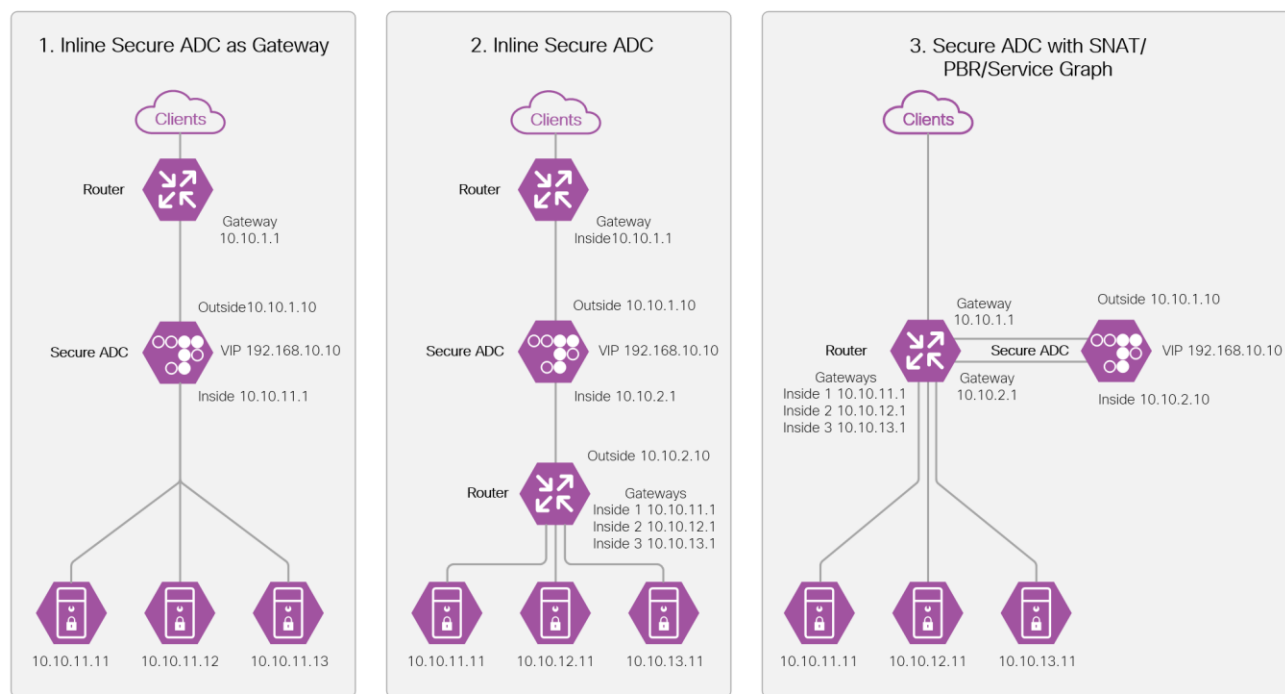 1. Inline Secure ADC as Gateway
Clients
Router
Gateway
10.10.1.1
Outside10.10.1.10
Secure ADC
VIP 192.168.10.10
Inside 10.10.11.1
10.10.11.11
10.10.11.12
10.10.11.13
2. Inline Secure ADC
Clients
Router
Gateway
Inside10.10.1.1
Outside 10.10.1.10
Secure ADC
VIP 192.168.10.10
Inside 10.10.2.1
Outside 10.10.2.10
Router
Gateways
Inside 1 10.10.11.1
Inside 2 10.10.12.1
Inside 3 10.10.13.1
10.10.11.11
10.10.12.11
10.10.13.11
3. Secure ADC with SNAT/
PBR/Service Graph
Clients
Gateway
10.10.1.1
Outside 10.10.1.10
Router
Secure ADC
VIP 192.168.10.10
Gateways
Inside 1 10.10.11.1
Inside 2 10.10.12.1
Inside 3 10.10.13.1
Gateway
10.10.2.1
Inside 10.10.2.10
10.10.11.11
10.10.12.11
10.10.13.11